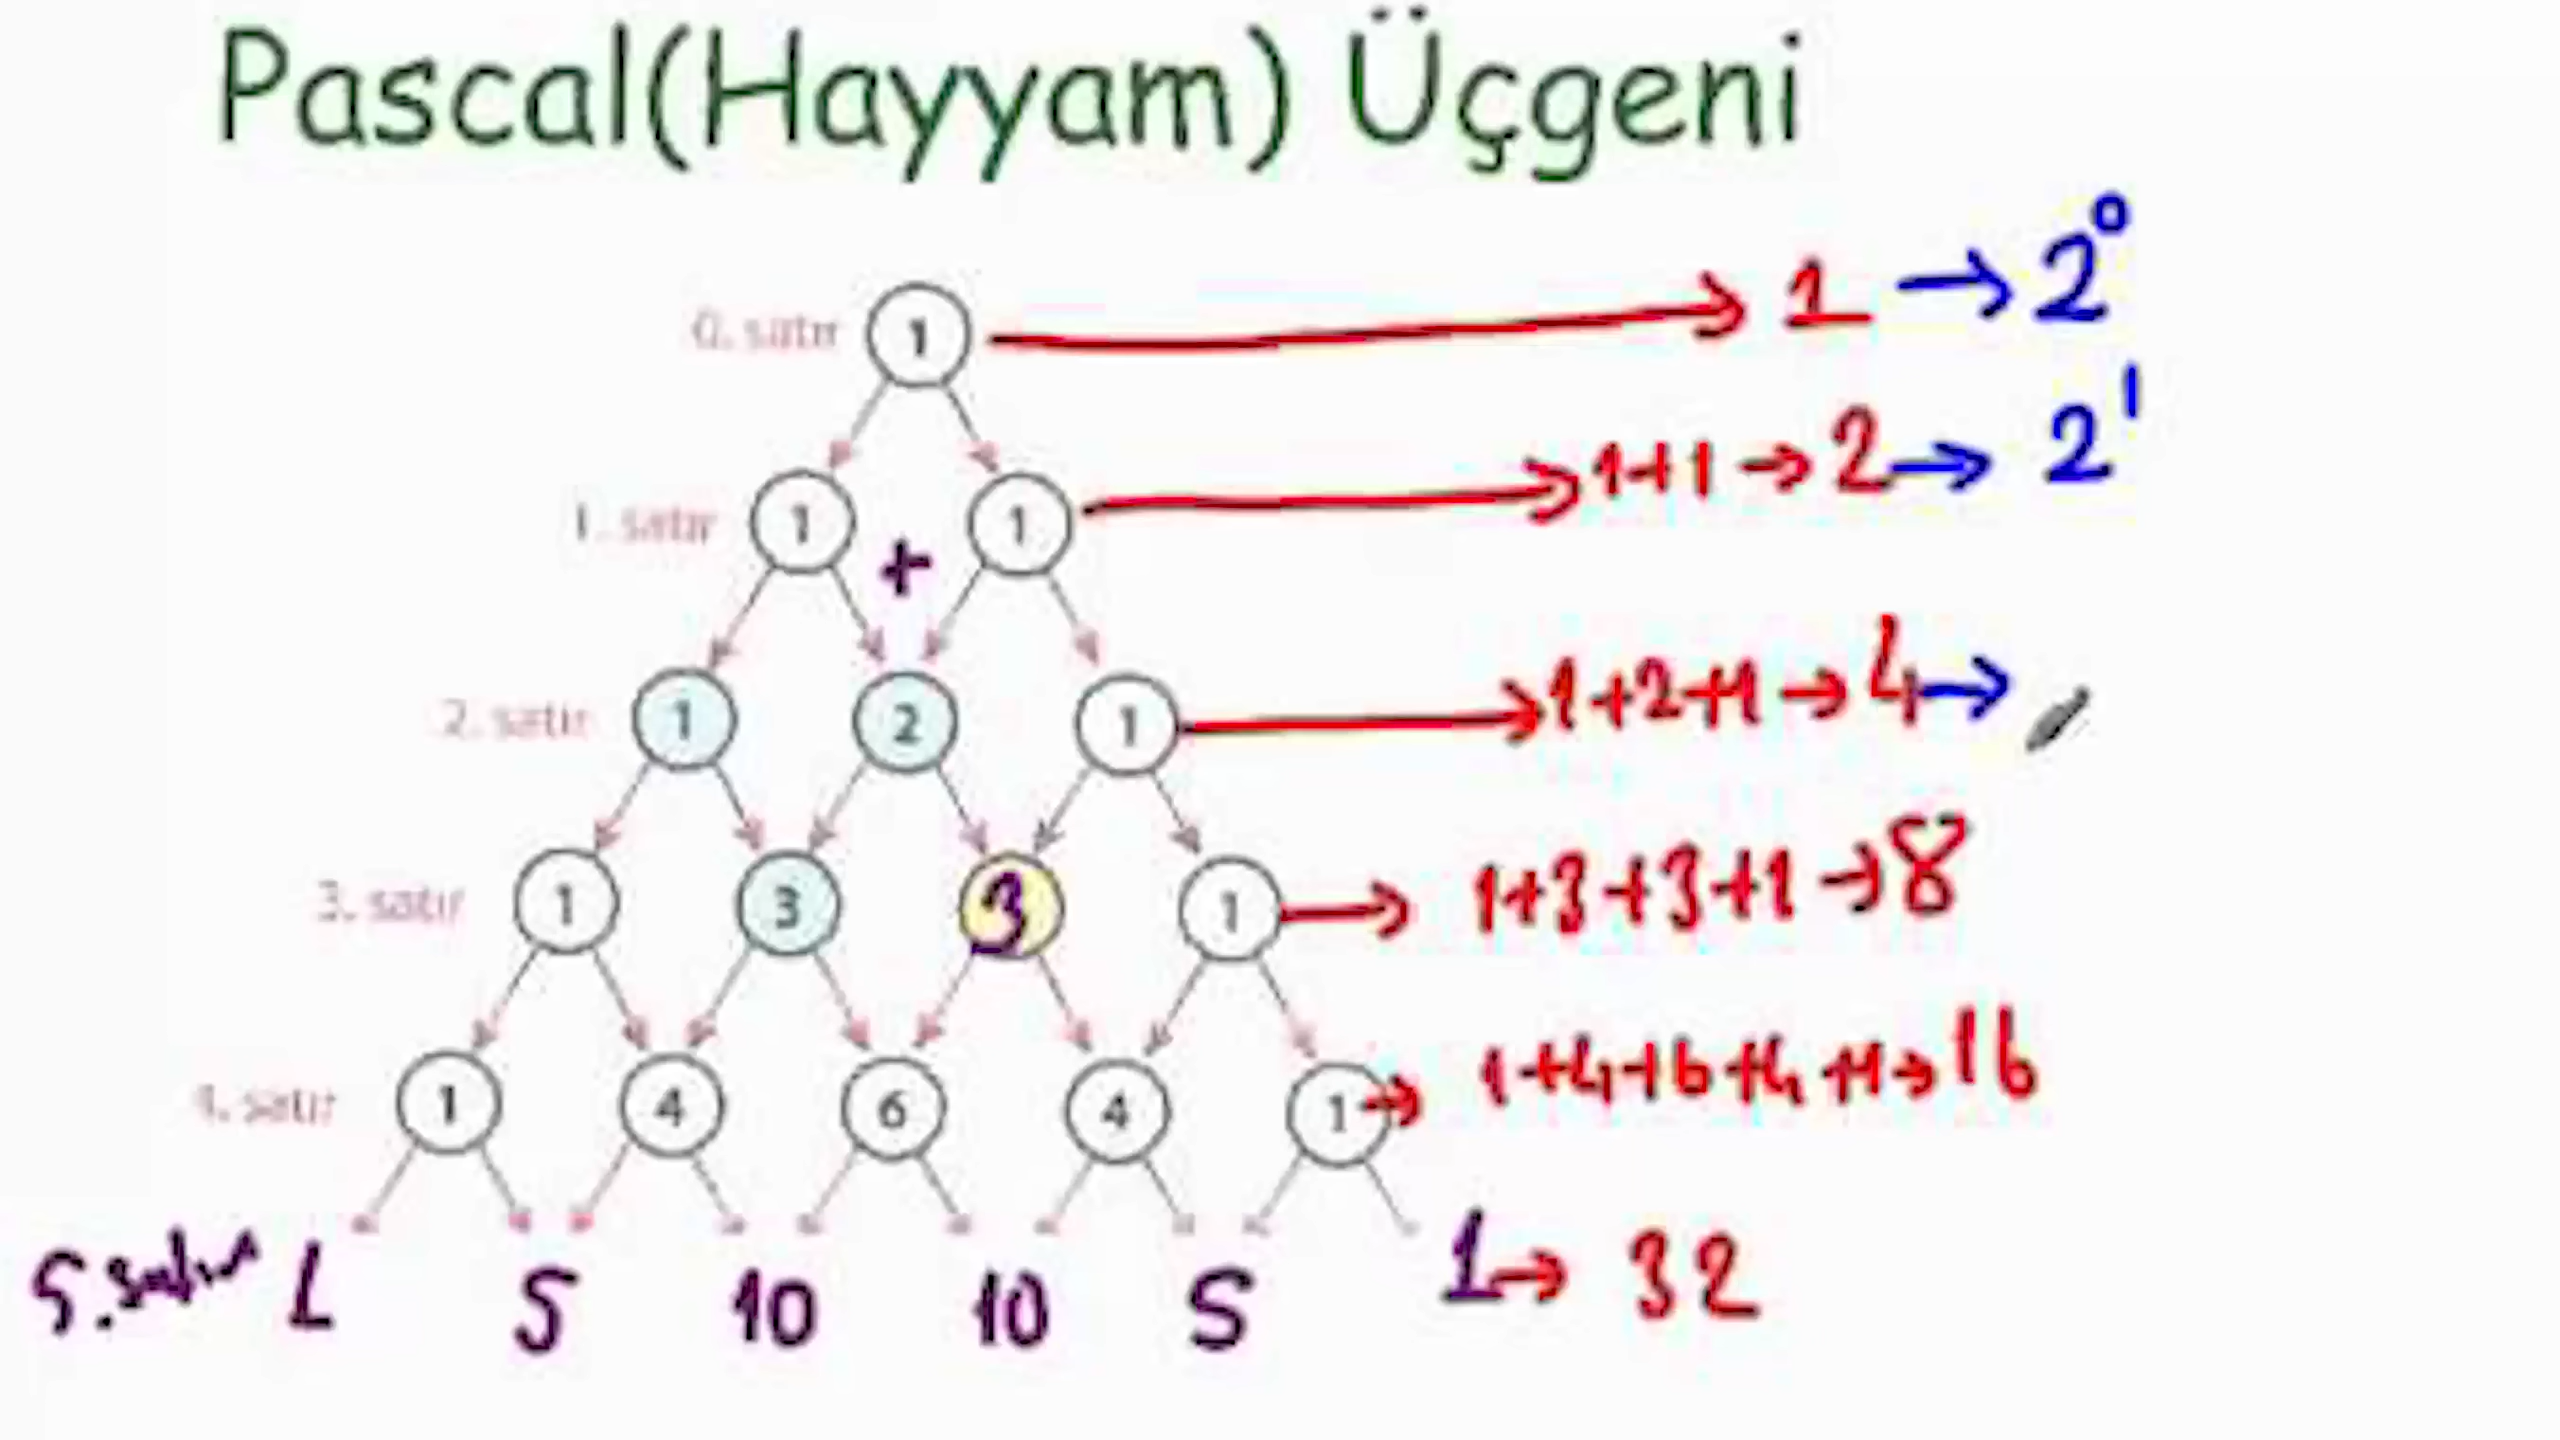 Pascal(Hayyam) Üçgeni
0. satır 1 → 1 → 2⁰
1. satır 1 + 1 → 1+1 → 2 → 2¹
2. satır 1 2 1 → 1+2+1 → 4 →
3. satır 1 3 3 1 → 1+3+3+1 → 8
4. satır 1 4 6 4 1 → 1+4+6+4+1 → 16
5. satır 1 5 10 10 5 1 → 32